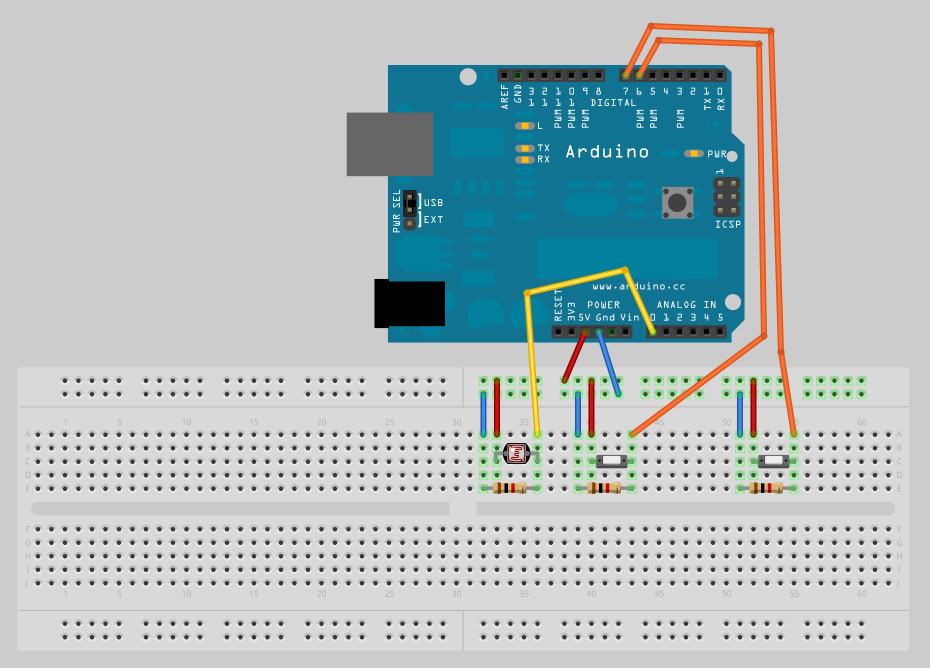 AREF
GND
13
12
PWM 11
PWM 10
PWM 9
8
7
PWM 6
PWM 5
4
PWM 3
2
TX 1
RX 0
DIGITAL
L
TX
RX
Arduino
PWR
1
ICSP
PWR SEL
USB
EXT
www.arduino.cc
POWER
ANALOG IN
RESET
3V3
5V Gnd Vin 0 1 2 3 4 5
1 5 10 15 20 25 30 35 40 45 50 55 60
A A
B B
C C
D D
E E
F F
G G
H H
I I
J J
1 5 10 15 20 25 30 35 40 45 50 55 60